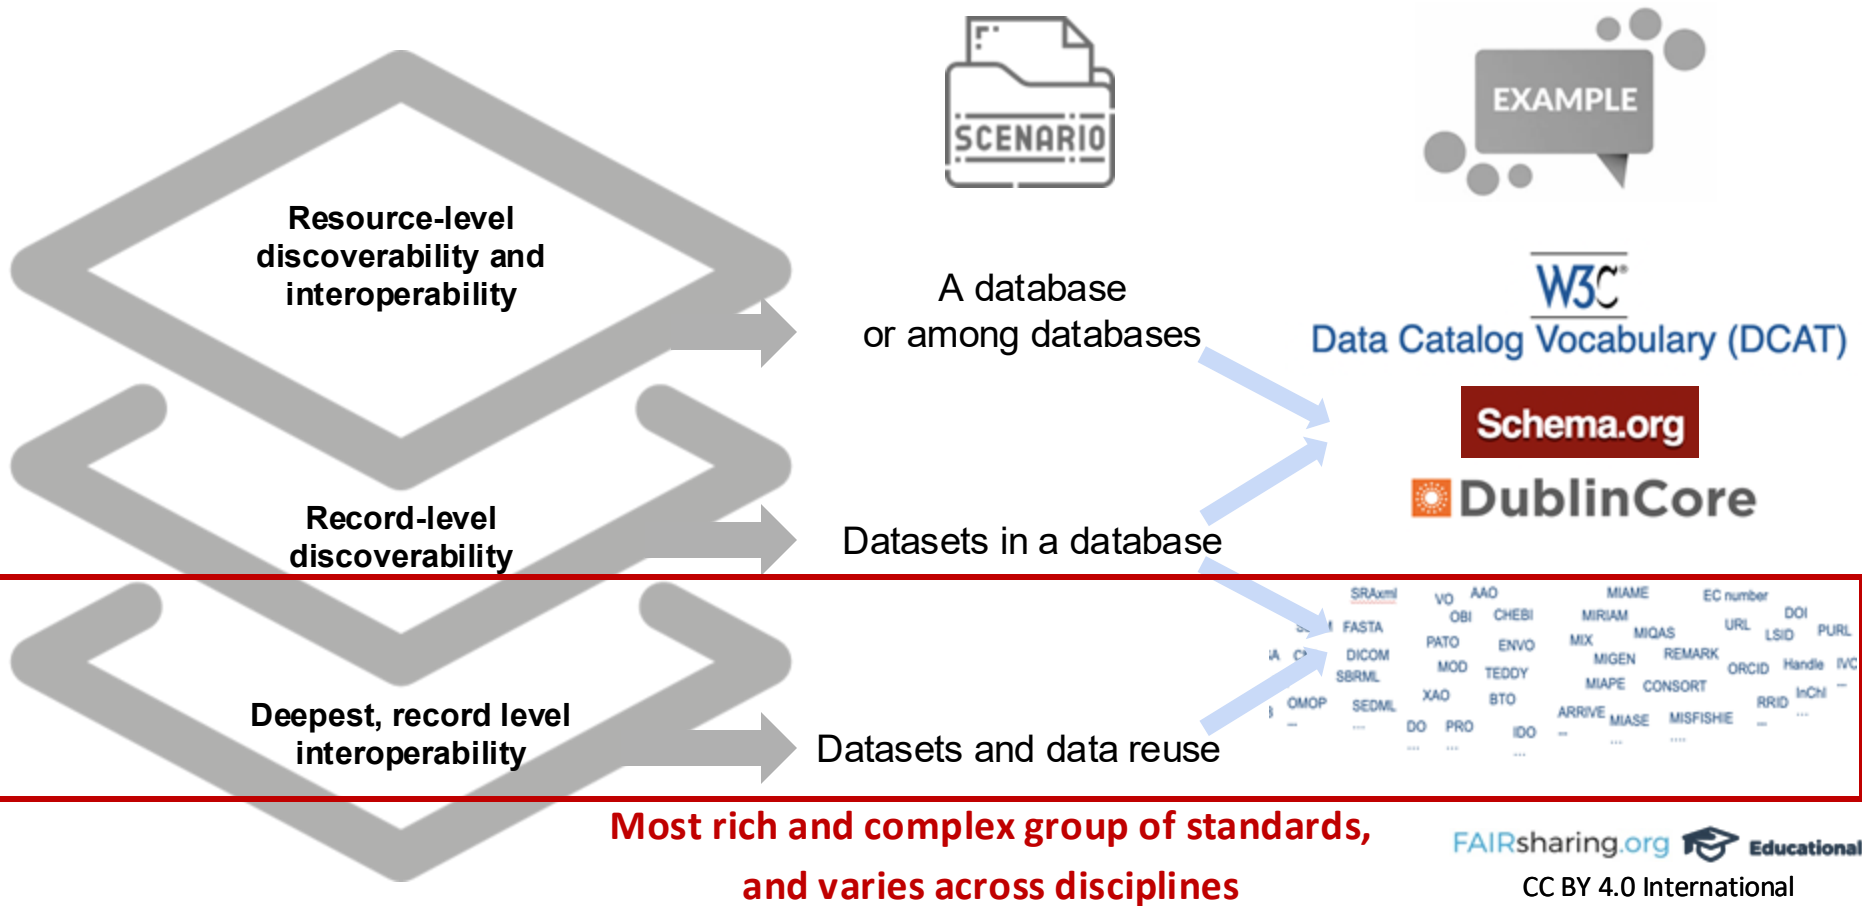 SCENARIO
EXAMPLE
Resource-level
discoverability and
interoperability
A database
or among databases
W3C®
Data Catalog Vocabulary (DCAT)
Schema.org
DublinCore
Record-level
discoverability
Datasets in a database
Deepest, record level
interoperability
Datasets and data reuse
SRAxml
VO
AAO
MIAME
EC number
OBI
CHEBI
MIRIAM
DOI
FASTA
MIX
MIQAS
URL
LSID
PURL
PATO
ENVO
DICOM
MIGEN
REMARK
ORCID
Handle
SBRML
MOD
TEDDY
MIAPE
CONSORT
InChI
...
OMOP
...
SEDML
....
XAO
BTO
ARRIVE
...
MIASE
....
MISFISHIE
....
RRID
...
DO
....
PRO
....
IDO
...
Most rich and complex group of standards,
and varies across disciplines
FAIRsharing.org Educational
CC BY 4.0 International